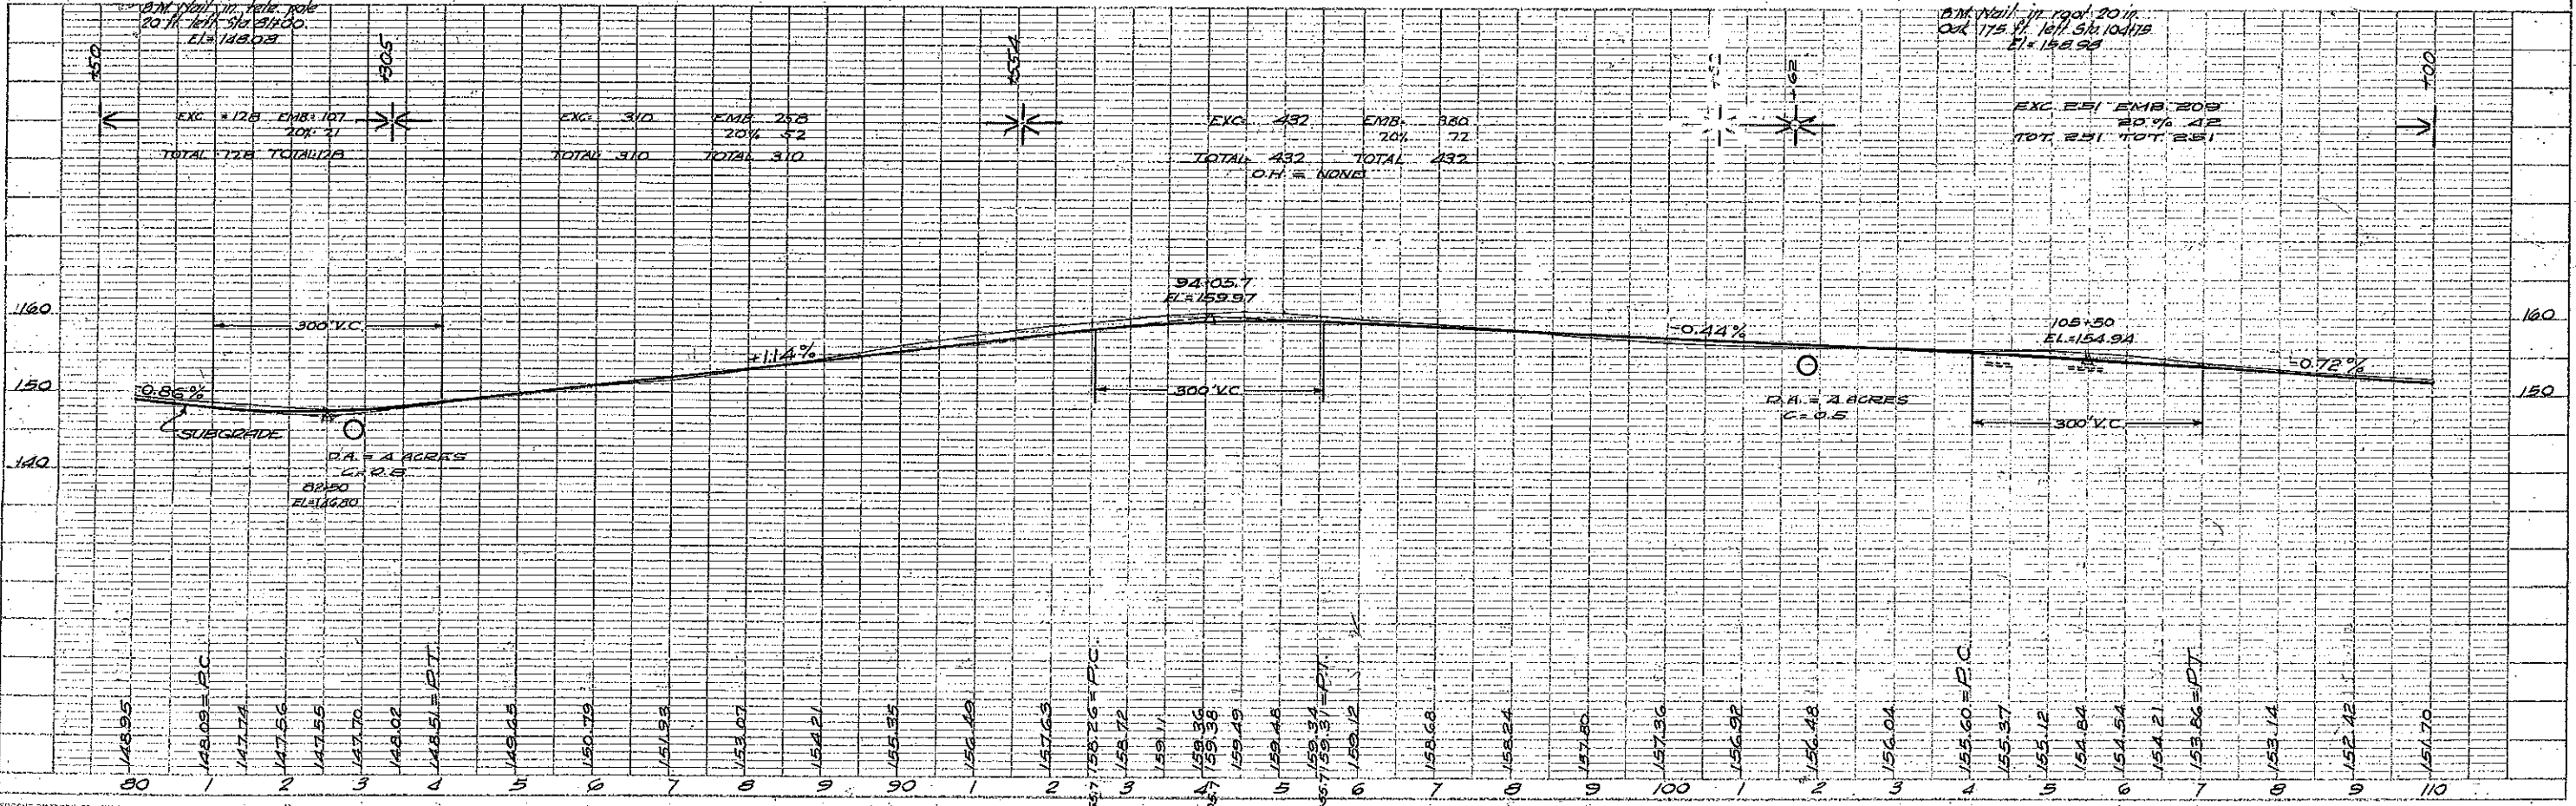 B.M. Nail in tele. pole
20 ft. left Sta. 81+00
El = 148.08
B.M. Nail in root 20 in.
Oak 175 ft. left Sta. 104+75
El = 158.98
+50
+30.5
+55.4
+62
+00
EXC = 128 EMB = 107
20% 21
TOTAL 128 TOTAL 128
EXC = 310 EMB = 258
20% 52
TOTAL 310 TOTAL 310
EXC = 432 EMB = 360
20% 72
TOTAL 432 TOTAL 432
O.H. = NONE
EXC 251 EMB 209
20% 42
TOT. 251 TOT 251
94+05.7
EL = 159.97
160
300' V.C.
-0.44%
105+50
EL. = 154.94
160
+1.14%
-0.72%
150
-0.86%
300' V.C.
150
D.A. = 4 ACRES
C = 0.5
SUBGRADE
300' V.C.
140
D.A. = 4 ACRES
82+50
EL = 146.80
148.95
148.09 = P.C.
147.74
147.56
147.55
147.70
148.02
148.51 = P.T.
149.65
150.79
151.93
153.07
154.21
155.35
156.49
157.63
158.26 = P.C.
158.72
159.11
159.36
159.38
159.49
159.48
159.34
159.31 = P.T.
159.12
158.68
158.24
157.80
157.36
156.92
156.48
156.04
155.60 = P.C.
155.37
155.12
154.84
154.54
154.21
153.86 = P.T.
153.14
152.42
151.70
80 1 2 3 4 5 6 7 8 9 90 1 2 3 4 5 6 7 8 9 100 1 2 3 4 5 6 7 8 9 110